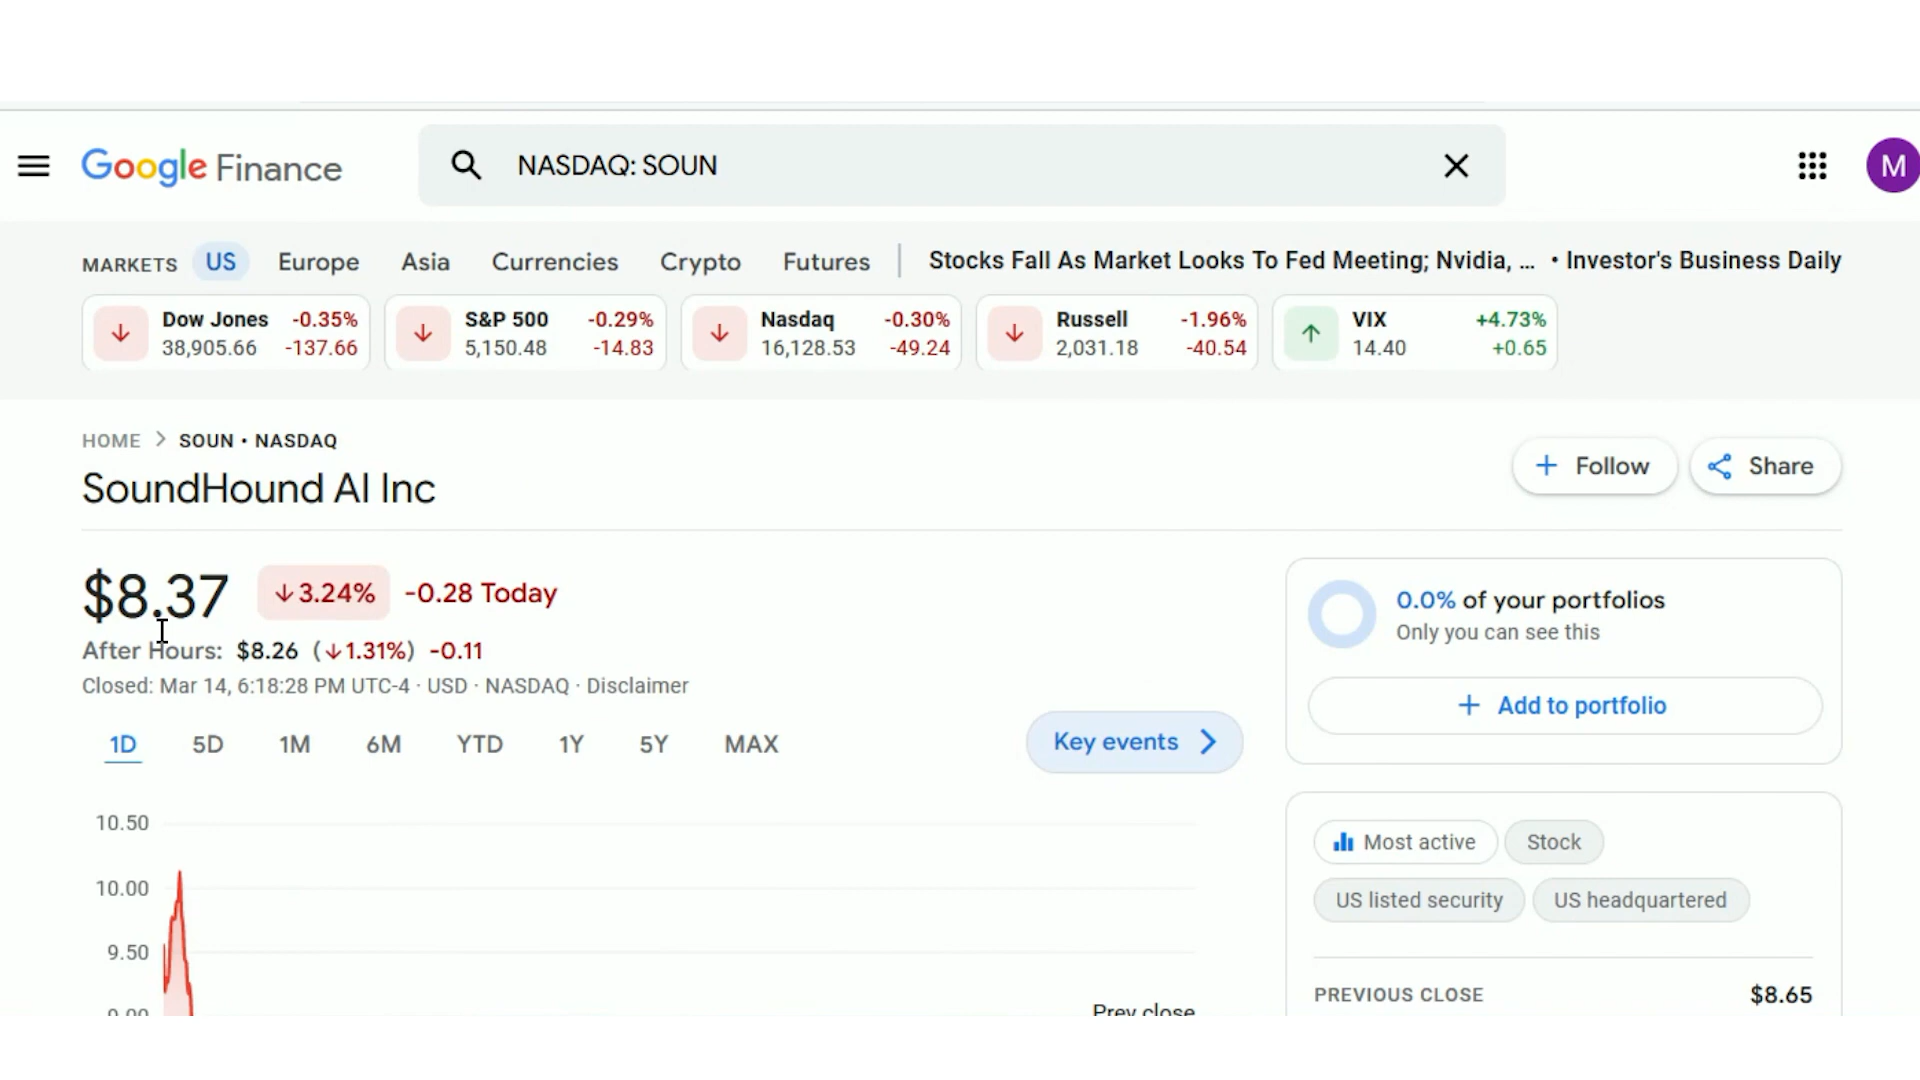 Google Finance
NASDAQ: SOUN
M
MARKETS US Europe Asia Currencies Crypto Futures
Stocks Fall As Market Looks To Fed Meeting; Nvidia, ... • Investor's Business Daily
Dow Jones -0.35%
38,905.66 -137.66
S&P 500 -0.29%
5,150.48 -14.83
Nasdaq -0.30%
16,128.53 -49.24
Russell -1.96%
2,031.18 -40.54
VIX +4.73%
14.40 +0.65
HOME > SOUN • NASDAQ
SoundHound AI Inc
+ Follow
Share
$8.37 ↓3.24% -0.28 Today
After Hours: $8.26 (↓1.31%) -0.11
Closed: Mar 14, 6:18:28 PM UTC-4 · USD · NASDAQ · Disclaimer
1D 5D 1M 6M YTD 1Y 5Y MAX
Key events >
10.50
10.00
9.50
9.00
Prev close
0.0% of your portfolios
Only you can see this
+ Add to portfolio
Most active
Stock
US listed security
US headquartered
PREVIOUS CLOSE $8.65